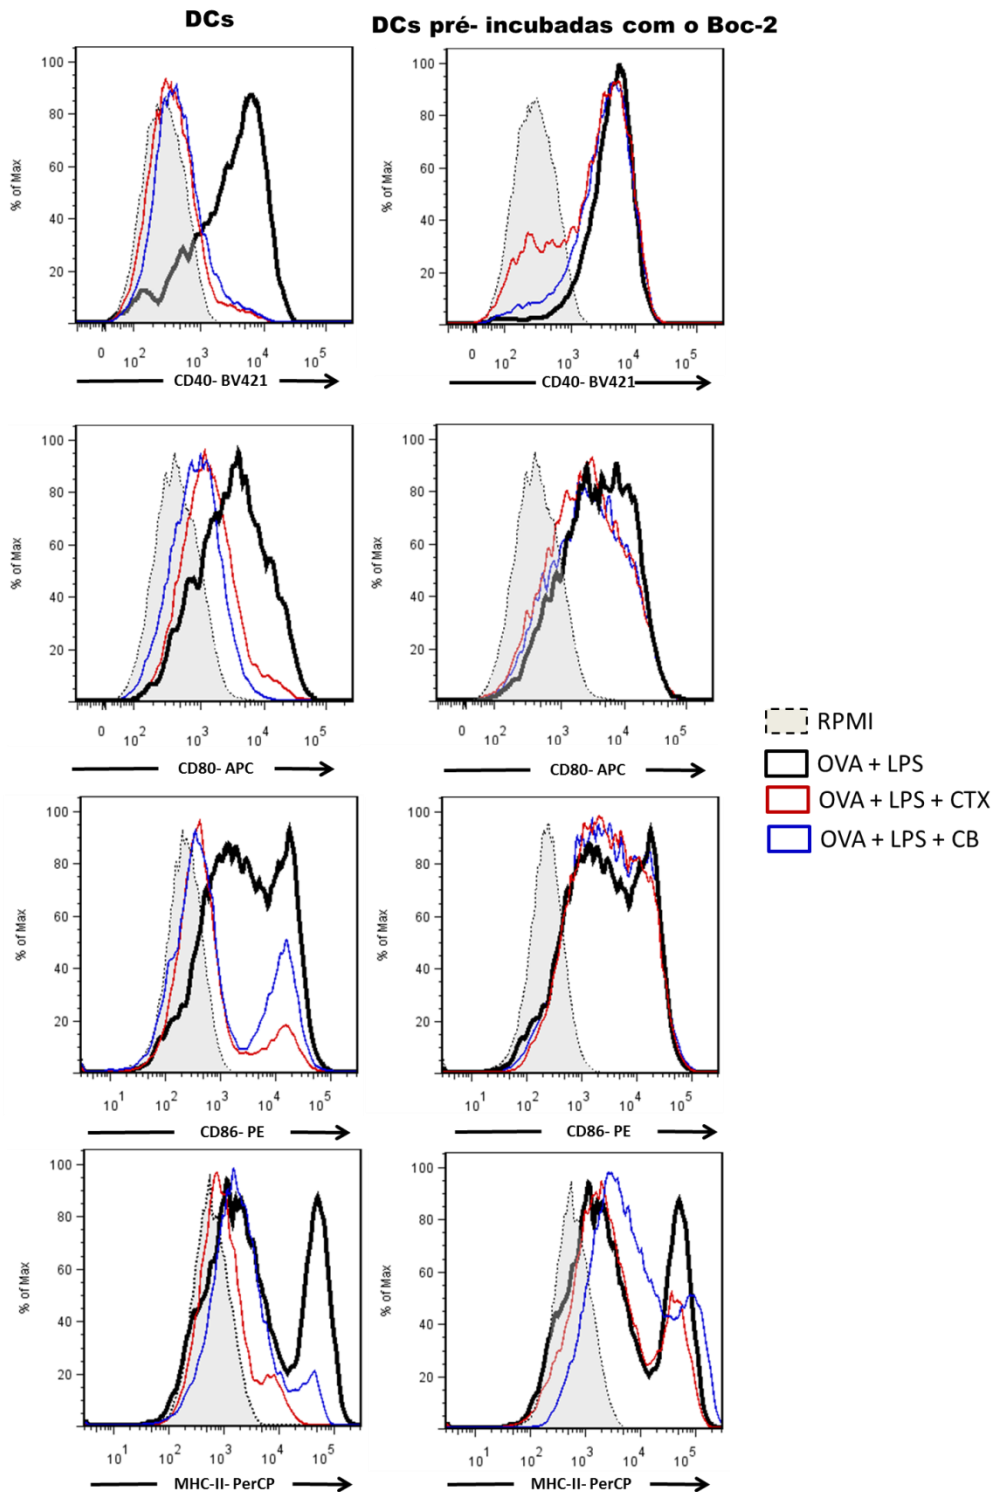 DCs
DCs pré- incubadas com o Boc-2
100
80
60
40
20
% of Max
0 10^2 10^3 10^4 10^5
CD40- BV421
100
80
60
40
20
% of Max
0 10^2 10^3 10^4 10^5
CD40- BV421
100
80
60
40
20
% of Max
0 10^2 10^3 10^4 10^5
CD80- APC
100
80
60
40
20
% of Max
0 10^2 10^3 10^4 10^5
CD80- APC
RPMI
OVA + LPS
OVA + LPS + CTX
OVA + LPS + CB
100
80
60
40
20
% of Max
10^1 10^2 10^3 10^4 10^5
CD86- PE
100
80
60
40
20
% of Max
10^1 10^2 10^3 10^4 10^5
CD86- PE
100
80
60
40
20
% of Max
10^1 10^2 10^3 10^4 10^5
MHC-II- PerCP
100
80
60
40
20
% of Max
10^1 10^2 10^3 10^4 10^5
MHC-II- PerCP